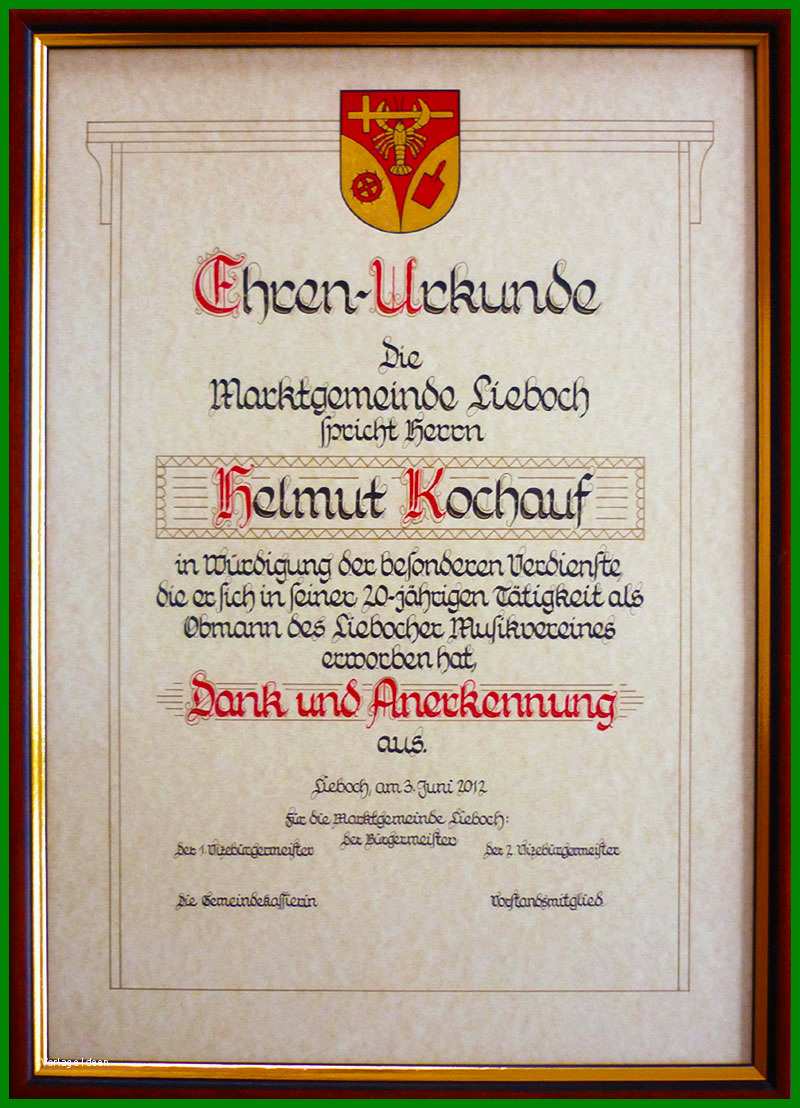 Ehren-Urkunde
Die
Marktgemeinde Lieboch
spricht Herrn
Helmut Kochauf
in Würdigung der besonderen Verdienste,
die er sich in seiner 20-jährigen Tätigkeit als
Obmann des Liebocher Musikvereines
erworben hat,
Dank und Anerkennung
aus.
Lieboch, am 3. Juni 2012
Für die Marktgemeinde Lieboch:
Der Bürgermeister
Der 1. Vizebürgermeister
Der 2. Vizebürgermeister
Die Gemeindekassierin
Vorstandsmitglied
Vorlage Ideen